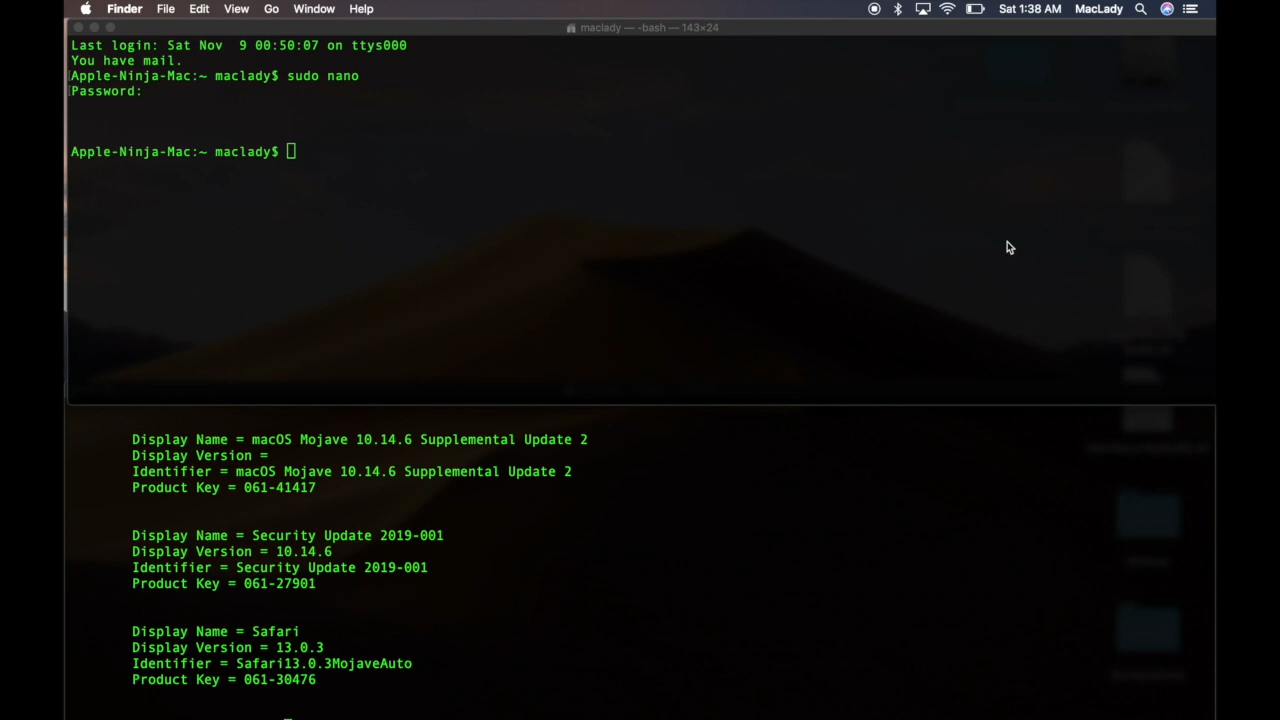 Finder File Edit View Go Window Help Sat 1:38 AM MacLady
maclady — -bash — 143×24
Last login: Sat Nov  9 00:50:07 on ttys000
You have mail.
Apple-Ninja-Mac:~ maclady$ sudo nano
Password:
Apple-Ninja-Mac:~ maclady$
Display Name = macOS Mojave 10.14.6 Supplemental Update 2
Display Version =
Identifier = macOS Mojave 10.14.6 Supplemental Update 2
Product Key = 061-41417
Display Name = Security Update 2019-001
Display Version = 10.14.6
Identifier = Security Update 2019-001
Product Key = 061-27901
Display Name = Safari
Display Version = 13.0.3
Identifier = Safari13.0.3MojaveAuto
Product Key = 061-30476